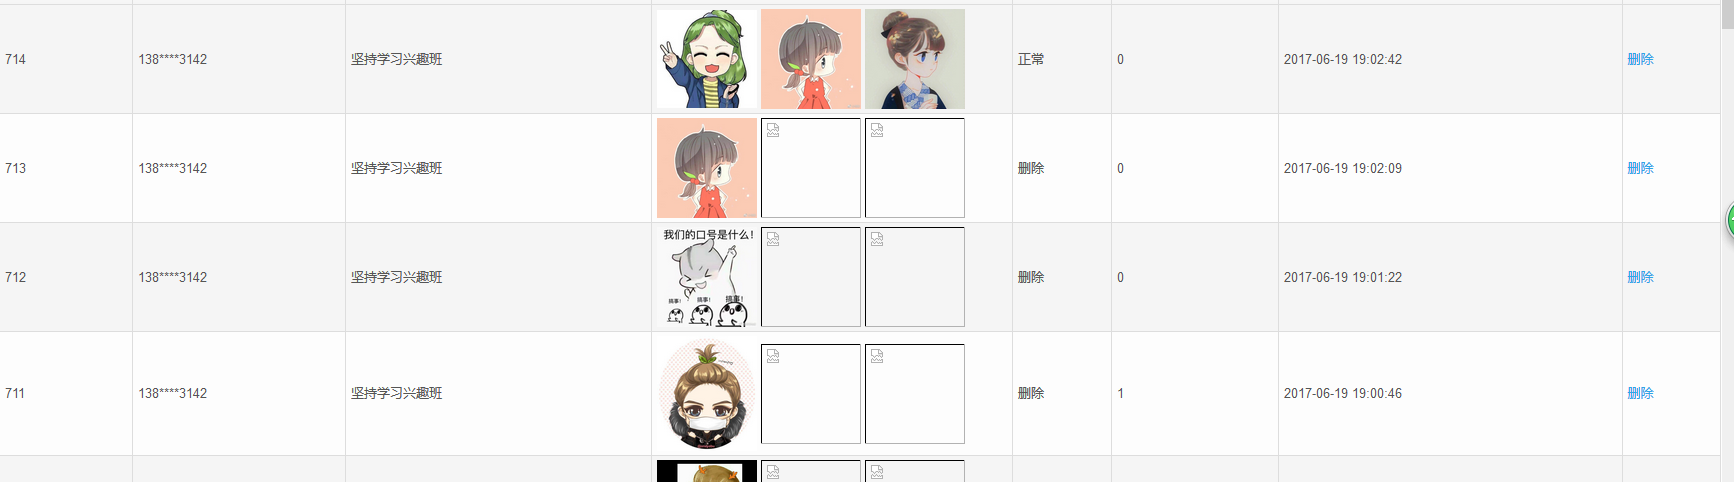 714 138****3142 坚持学习兴趣班 正常 0 2017-06-19 19:02:42 删除
713 138****3142 坚持学习兴趣班 删除 0 2017-06-19 19:02:09 删除
我们的口号是什么!
712 138****3142 坚持学习兴趣班 删除 0 2017-06-19 19:01:22 删除
搞事! 搞事! 搞事!
711 138****3142 坚持学习兴趣班 删除 1 2017-06-19 19:00:46 删除